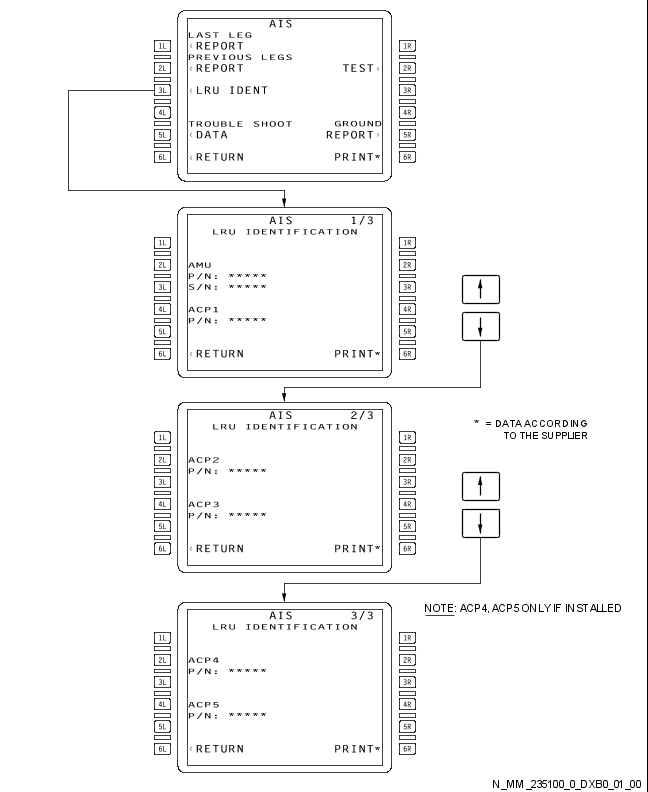 AIS
LAST LEG
1L ‹REPORT 1R
PREVIOUS LEGS
2L ‹REPORT TEST› 2R
3L ‹LRU IDENT 3R
4L 4R
TROUBLE SHOOT GROUND
5L ‹DATA REPORT› 5R
6L ‹RETURN PRINT* 6R
AIS 1/3
LRU IDENTIFICATION
1L 1R
2L AMU 2R
P/N: *****
3L S/N: ***** 3R
4L ACP1 4R
P/N: *****
5L 5R
6L ‹RETURN PRINT* 6R
AIS 2/3
LRU IDENTIFICATION
* = DATA ACCORDING
TO THE SUPPLIER
1L 1R
2L ACP2 2R
P/N: *****
3L 3R
4L ACP3 4R
P/N: *****
5L 5R
6L ‹RETURN PRINT* 6R
NOTE: ACP4, ACP5 ONLY IF INSTALLED
AIS 3/3
LRU IDENTIFICATION
1L 1R
2L ACP4 2R
P/N: *****
3L 3R
4L ACP5 4R
P/N: *****
5L 5R
6L ‹RETURN PRINT* 6R
N_MM_235100_0_DXB0_01_00